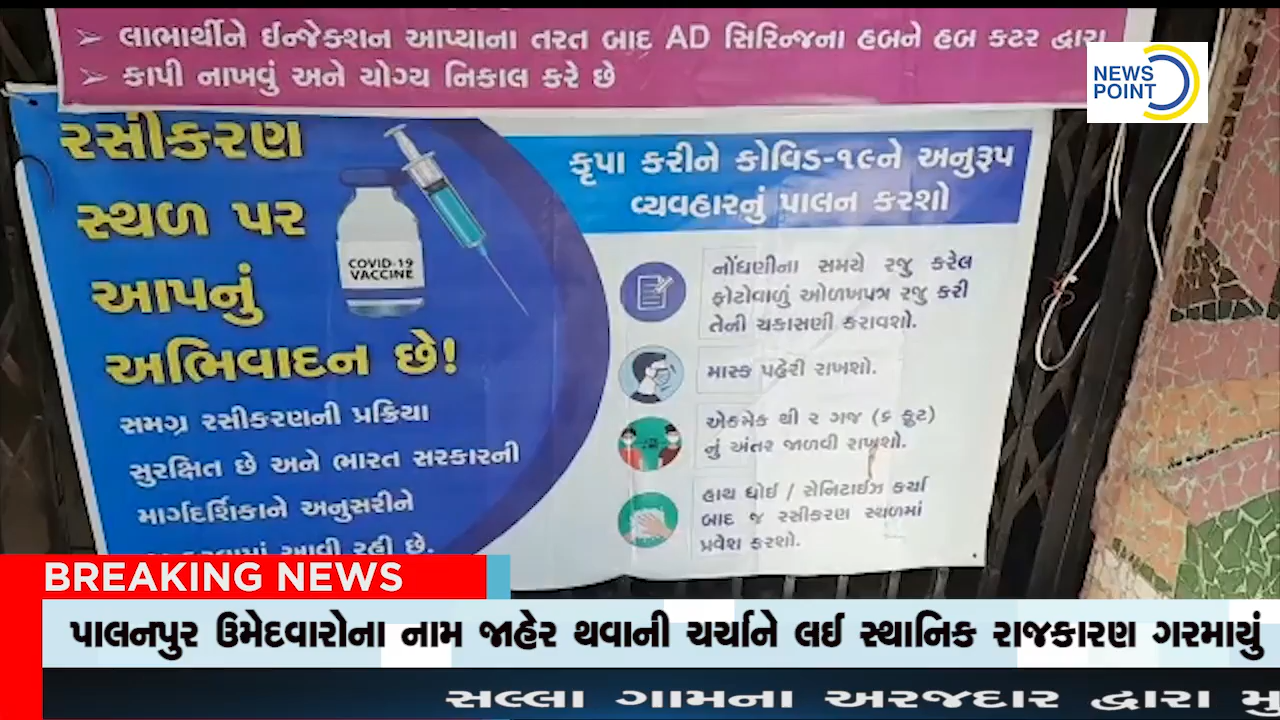 ➢ લાભાર્થીને ઈન્જેક્શન આપ્યાના તરત બાદ AD સિરિન્જના હબને હબ કટર દ્વારા
➢ કાપી નાખવું અને યોગ્ય નિકાલ કરે છે
NEWS
POINT
રસીકરણ
સ્થળ પર
આપનું
અભિવાદન છે!
સમગ્ર રસીકરણની પ્રક્રિયા
સુરક્ષિત છે અને ભારત સરકારની
માર્ગદર્શિકાને અનુસરીને
આવી રહી છે.
COVID-19
VACCINE
કૃપા કરીને કોવિડ-૧૯ને અનુરૂપ
વ્યવહારનું પાલન કરશો
નોંધણીના સમયે રજુ કરેલ
ફોટોવાળું ઓળખપત્ર રજુ કરી
તેની ચકાસણી કરાવશો.
માસ્ક પહેરી રાખશો.
એકમેક થી ૨ ગજ (૬ ફૂટ)
નું અંતર જાળવી રાખશો.
હાથ ધોઈ / સેનિટાઈઝ કર્યા
બાદ જ રસીકરણ સ્થળમાં
પ્રવેશ કરશો.
BREAKING NEWS
પાલનપુર ઉમેદવારોના નામ જાહેર થવાની ચર્ચાને લઈ સ્થાનિક રાજકારણ ગરમાયું
સલ્લા ગામના અરજદાર દ્વારા મુ